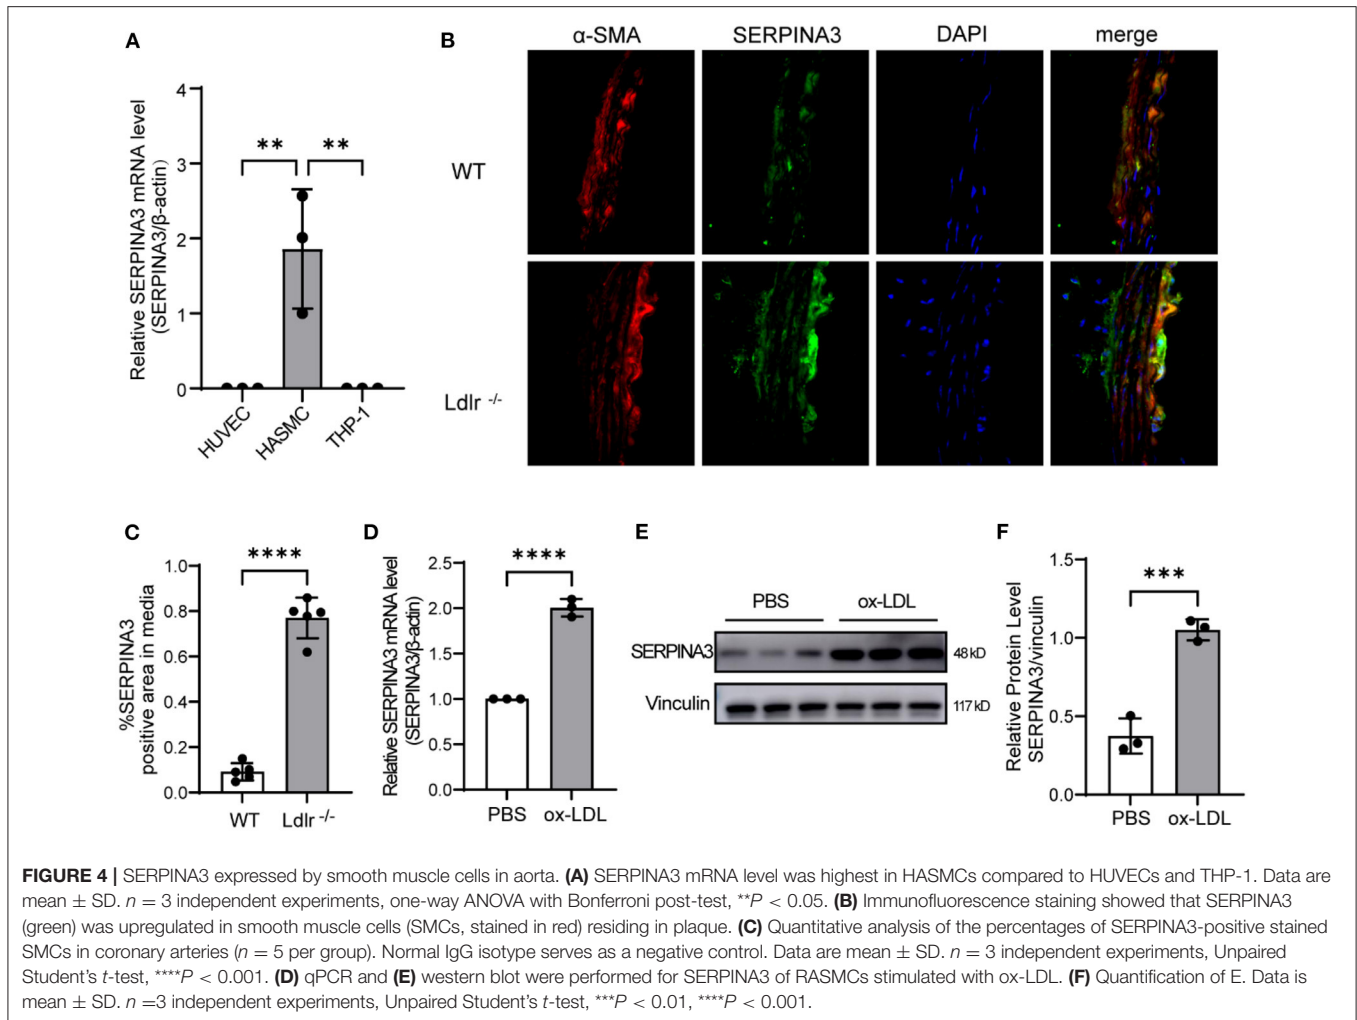 A
Relative SERPINA3 mRNA level
(SERPINA3/β-actin)
4
3
2
1
0
** **
HUVEC HASMC THP-1
B
α-SMA SERPINA3 DAPI merge
WT
Ldlr -/-
C
%SERPINA3
positive area in media
1.0
0.8
0.6
0.4
0.2
0.0
****
WT Ldlr -/-
D
Relative SERPINA3 mRNA level
(SERPINA3/β-actin)
2.5
2.0
1.5
1.0
0.5
0.0
****
PBS ox-LDL
E
PBS ox-LDL
SERPINA3 48 kD
Vinculin 117 kD
F
Relative Protein Level
SERPINA3/vinculin
1.5
1.0
0.5
0.0
***
PBS ox-LDL
FIGURE 4 | SERPINA3 expressed by smooth muscle cells in aorta. (A) SERPINA3 mRNA level was highest in HASMCs compared to HUVECs and THP-1. Data are
mean ± SD. n = 3 independent experiments, one-way ANOVA with Bonferroni post-test, **P < 0.05. (B) Immunofluorescence staining showed that SERPINA3
(green) was upregulated in smooth muscle cells (SMCs, stained in red) residing in plaque. (C) Quantitative analysis of the percentages of SERPINA3-positive stained
SMCs in coronary arteries (n = 5 per group). Normal IgG isotype serves as a negative control. Data are mean ± SD. n = 3 independent experiments, Unpaired
Student's t-test, ****P < 0.001. (D) qPCR and (E) western blot were performed for SERPINA3 of RASMCs stimulated with ox-LDL. (F) Quantification of E. Data is
mean ± SD. n =3 independent experiments, Unpaired Student's t-test, ***P < 0.01, ****P < 0.001.